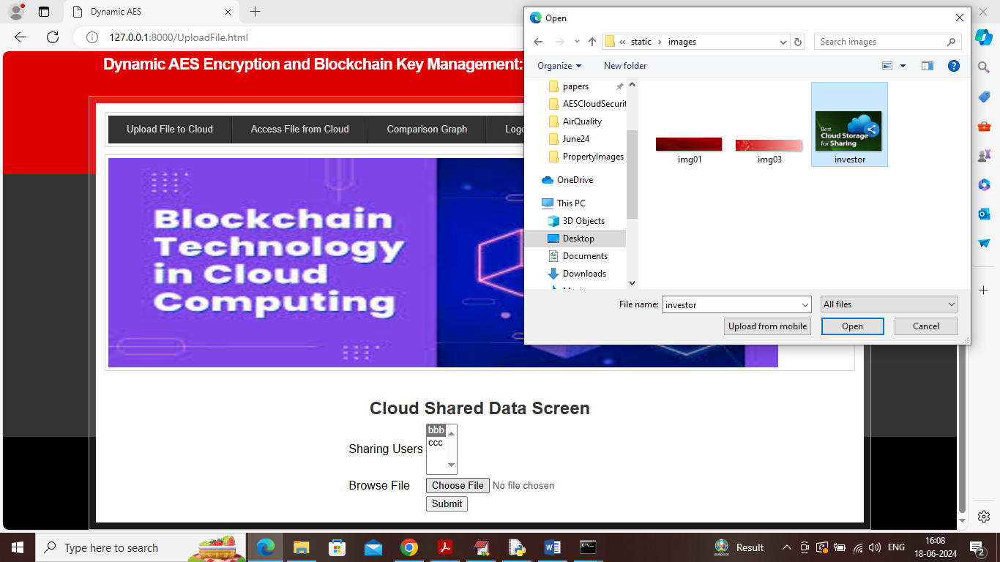 Dynamic AES
127.0.0.1:8000/UploadFile.html
Dynamic AES Encryption and Blockchain Key Management:
Upload File to Cloud
Access File from Cloud
Comparison Graph
Logo
Blockchain
Technology
in Cloud
Computing
Cloud Shared Data Screen
Sharing Users
bbb
ccc
Browse File
Choose File No file chosen
Submit
Open
« static › images
Search images
Organize
New folder
papers
AESCloudSecurit
AirQuality
June24
PropertyImages
OneDrive
This PC
3D Objects
Desktop
Documents
Downloads
img01
img03
Best
Cloud Storage
for Sharing
investor
File name: investor
All files
Upload from mobile
Open
Cancel
Type here to search
Result
ENG
16:08
18-06-2024
2